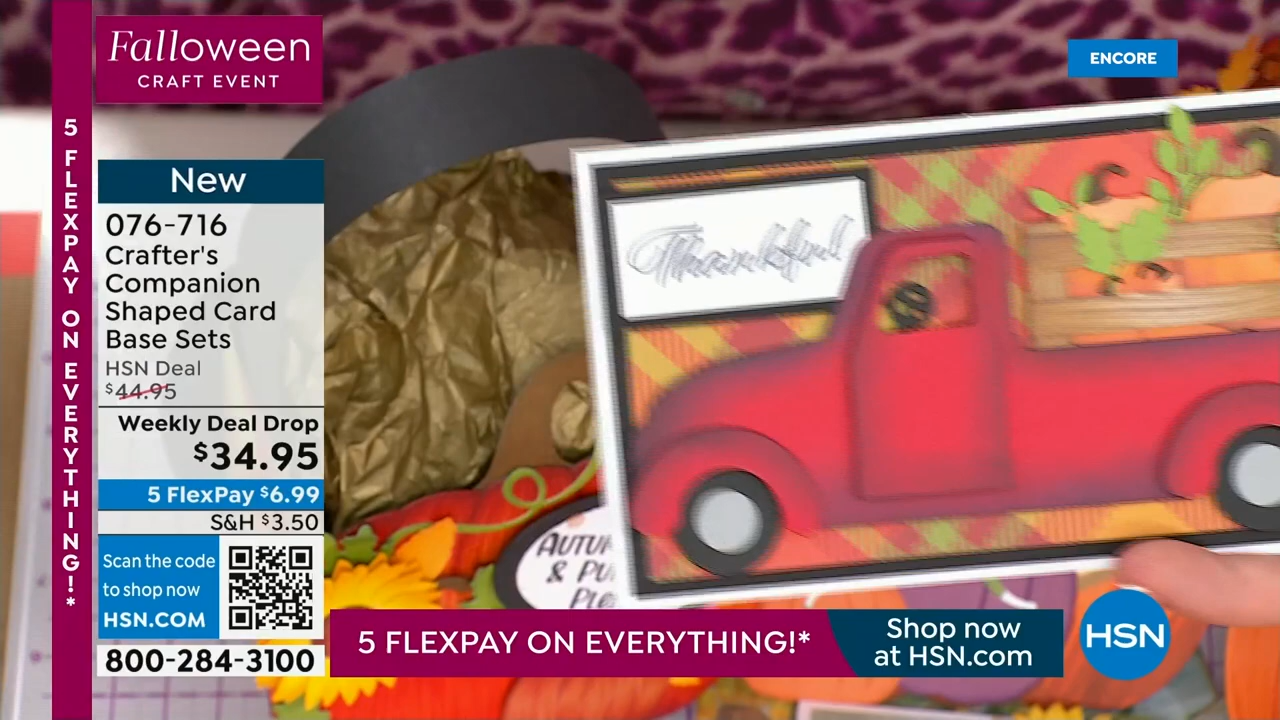 Falloween
CRAFT EVENT
ENCORE
5 FLEXPAY ON EVERYTHING!*
New
076-716
Crafter's
Companion
Shaped Card
Base Sets
HSN Deal
$44.95
Weekly Deal Drop
$34.95
5 FlexPay $6.99
S&H $3.50
Scan the code
to shop now
HSN.COM
800-284-3100
Thankful
& 
5 FLEXPAY ON EVERYTHING!*
Shop now
at HSN.com
HSN